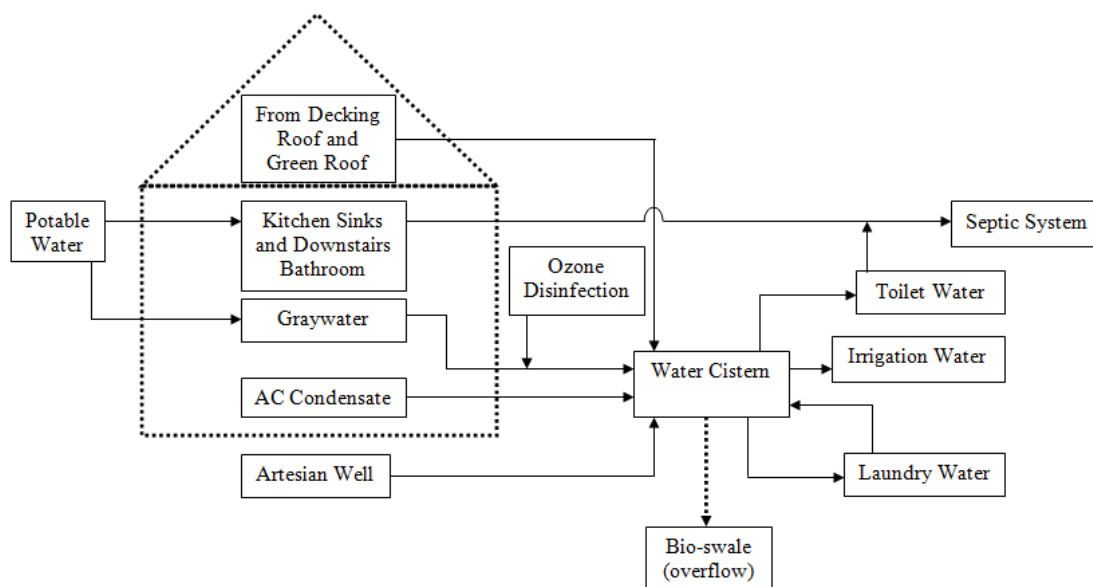 From Decking
Roof and
Green Roof
Potable
Water
Kitchen Sinks
and Downstairs
Bathroom
Septic System
Ozone
Disinfection
Toilet Water
Graywater
Irrigation Water
Water Cistern
AC Condensate
Artesian Well
Laundry Water
Bio-swale
(overflow)